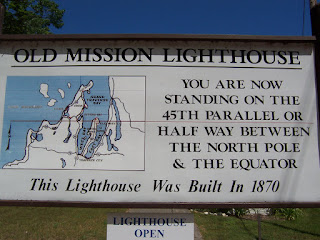 OLD MISSION LIGHTHOUSE
YOU ARE NOW
STANDING ON THE
45TH PARALLEL OR
HALF WAY BETWEEN
THE NORTH POLE
& THE EQUATOR
This Lighthouse Was Built In 1870
LIGHTHOUSE
OPEN